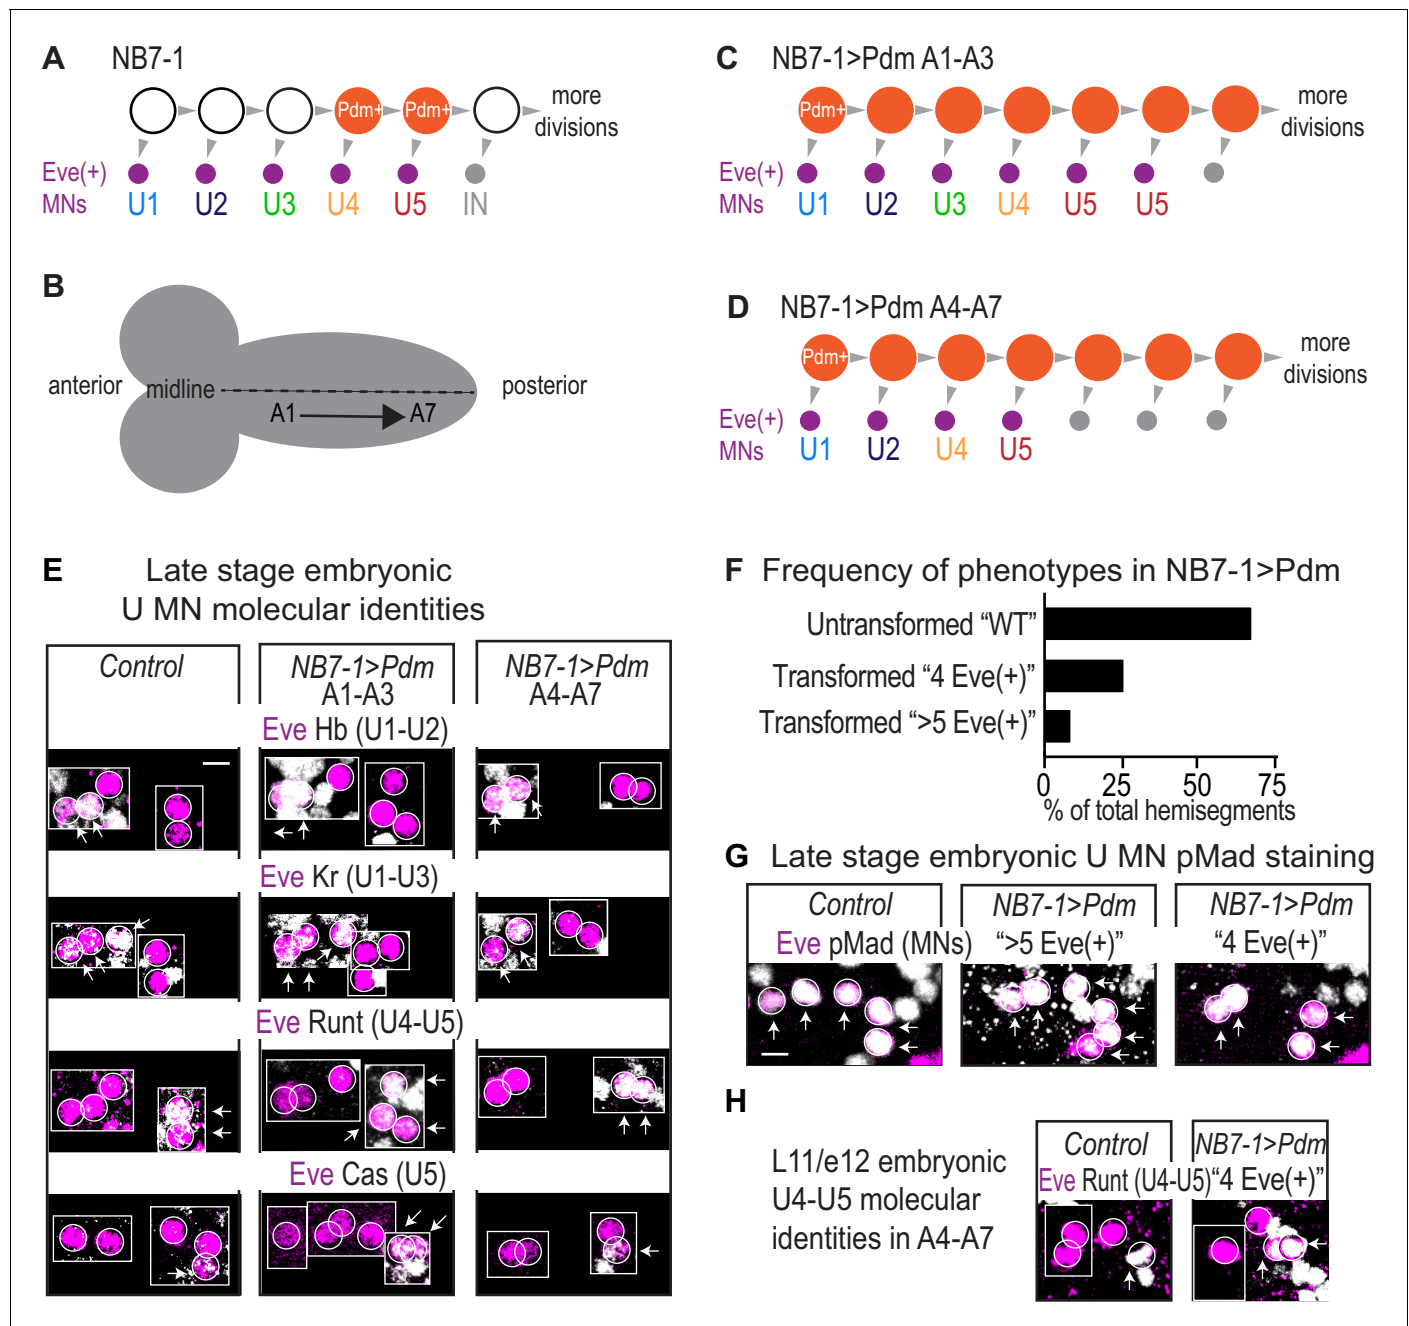 A NB7-1
Pdm+ Pdm+
more
divisions
Eve(+)
MNs
U1 U2 U3 U4 U5 IN
B
anterior midline posterior
A1 A7
C NB7-1>Pdm A1-A3
Pdm+
more
divisions
Eve(+)
MNs
U1 U2 U3 U4 U5 U5
D NB7-1>Pdm A4-A7
Pdm+
more
divisions
Eve(+)
MNs
U1 U2 U4 U5
E Late stage embryonic
U MN molecular identities
Control NB7-1>Pdm NB7-1>Pdm
A1-A3 A4-A7
Eve Hb (U1-U2)
Eve Kr (U1-U3)
Eve Runt (U4-U5)
Eve Cas (U5)
F Frequency of phenotypes in NB7-1>Pdm
Untransformed “WT”
Transformed “4 Eve(+)”
Transformed “>5 Eve(+)”
0 25 50 75
% of total hemisegments
G Late stage embryonic U MN pMad staining
Control NB7-1>Pdm NB7-1>Pdm
Eve pMad (MNs) “>5 Eve(+)” “4 Eve(+)”
H
L11/e12 embryonic
U4-U5 molecular
identities in A4-A7
Control NB7-1>Pdm
Eve Runt (U4-U5) “4 Eve(+)”